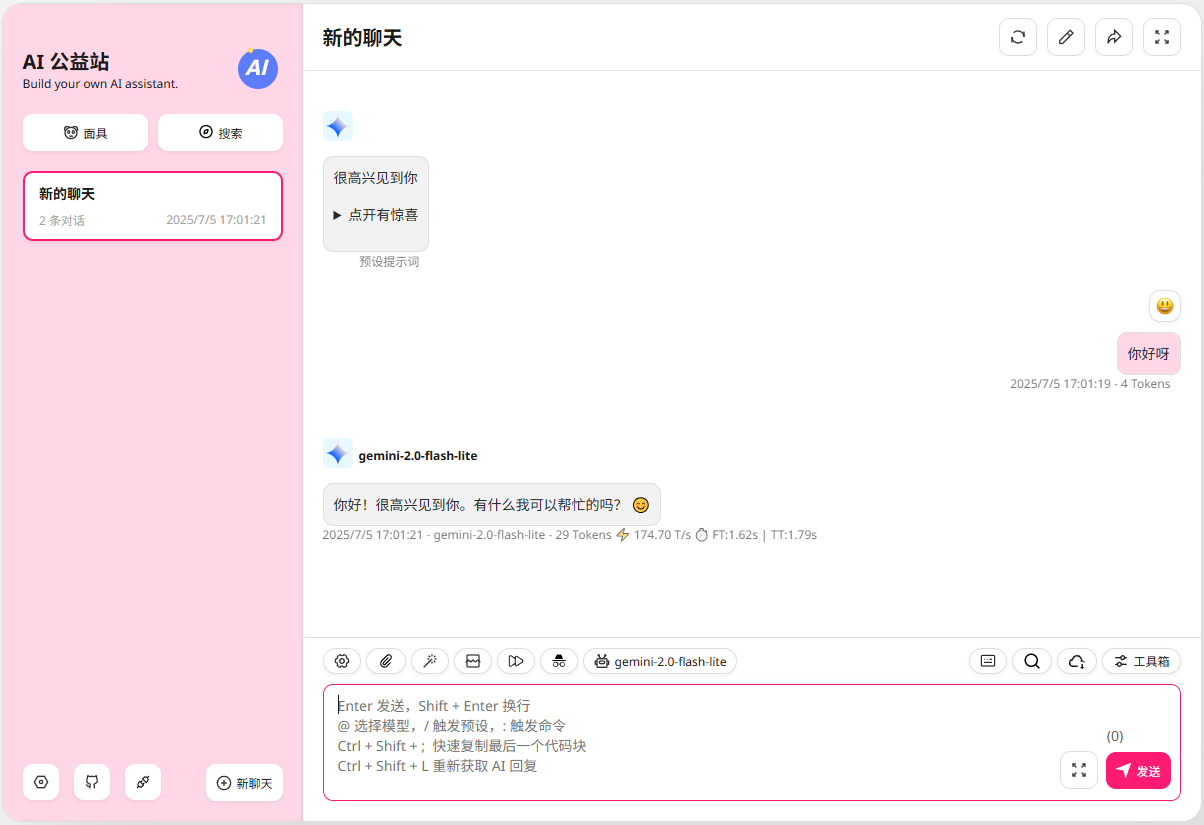 AI 公益站
Build your own AI assistant.
AI
面具
搜索
新的聊天
2 条对话
2025/7/5 17:01:21
新聊天
新的聊天
很高兴见到你
▶ 点开有惊喜
预设提示词
😃
你好呀
2025/7/5 17:01:19 - 4 Tokens
gemini-2.0-flash-lite
你好！很高兴见到你。有什么我可以帮忙的吗？ 😊
2025/7/5 17:01:21 - gemini-2.0-flash-lite - 29 Tokens ⚡ 174.70 T/s ⏱ FT:1.62s | TT:1.79s
gemini-2.0-flash-lite
工具箱
Enter 发送，Shift + Enter 换行
@ 选择模型，/ 触发预设，: 触发命令
Ctrl + Shift + ; 快速复制最后一个代码块
Ctrl + Shift + L 重新获取 AI 回复
(0)
发送